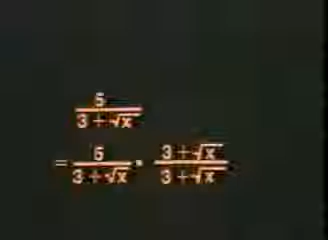 5
3 + √x
= 5/(3 + √x) · (3 + √x)/(3 + √x)